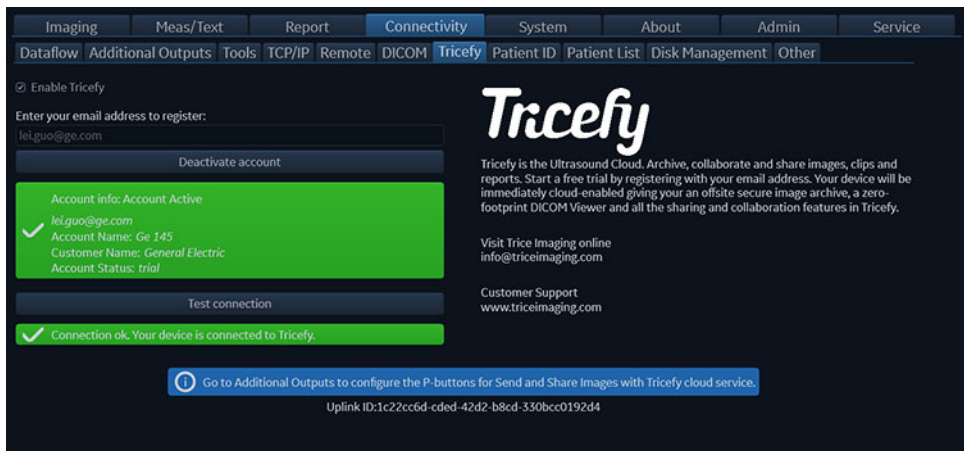 Imaging Meas/Text Report Connectivity System About Admin Service
Dataflow Additional Outputs Tools TCP/IP Remote DICOM Tricefy Patient ID Patient List Disk Management Other
Enable Tricefy
Enter your email address to register:
lei.guo@ge.com
Deactivate account
Account info: Account Active
lei.guo@ge.com
Account Name: Ge 145
Customer Name: General Electric
Account Status: trial
Test connection
Connection ok. Your device is connected to Tricefy.
Tricefy
Tricefy is the Ultrasound Cloud. Archive, collaborate and share images, clips and
reports. Start a free trial by registering with your email address. Your device will be
immediately cloud-enabled giving your an offsite secure image archive, a zero-
footprint DICOM Viewer and all the sharing and collaboration features in Tricefy.
Visit Trice Imaging online
info@triceimaging.com
Customer Support
www.triceimaging.com
Go to Additional Outputs to configure the P-buttons for Send and Share Images with Tricefy cloud service.
Uplink ID:1c22cc6d-cded-42d2-b8cd-330bcc0192d4